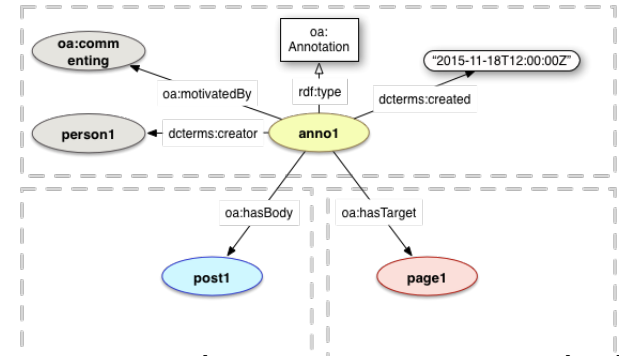 oa:
Annotation
oa:comm
enting
"2015-11-18T12:00:00Z"
oa:motivatedBy
rdf:type
dcterms:created
person1
dcterms:creator
anno1
oa:hasBody
oa:hasTarget
post1
page1